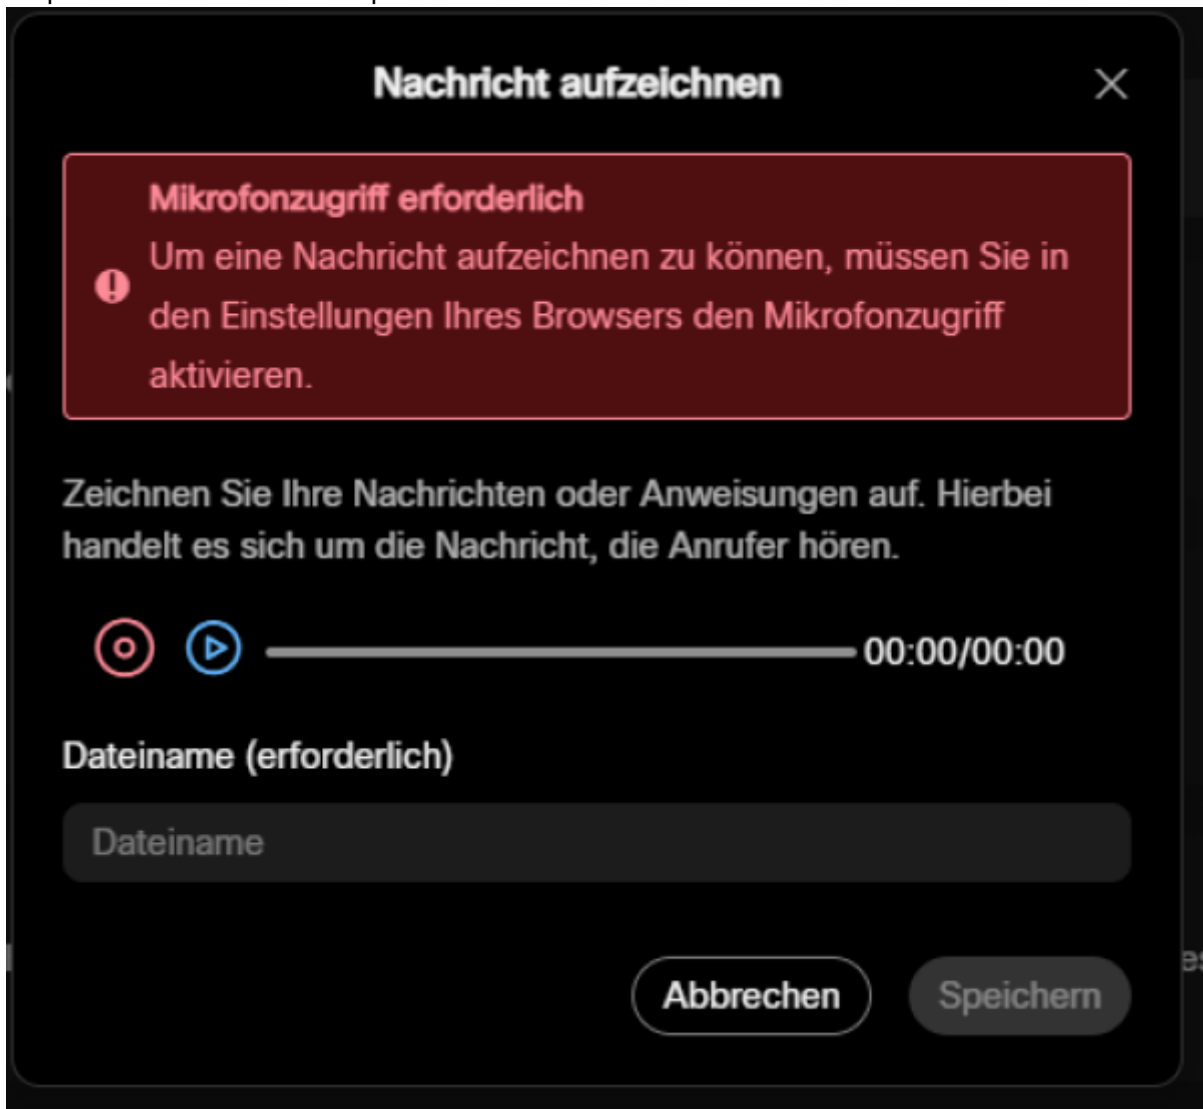 Nachricht aufzeichnen
Mikrofonzugriff erforderlich
Um eine Nachricht aufzeichnen zu können, müssen Sie in
den Einstellungen Ihres Browsers den Mikrofonzugriff
aktivieren.
Zeichnen Sie Ihre Nachrichten oder Anweisungen auf. Hierbei
handelt es sich um die Nachricht, die Anrufer hören.
00:00/00:00
Dateiname (erforderlich)
Dateiname
Abbrechen Speichern